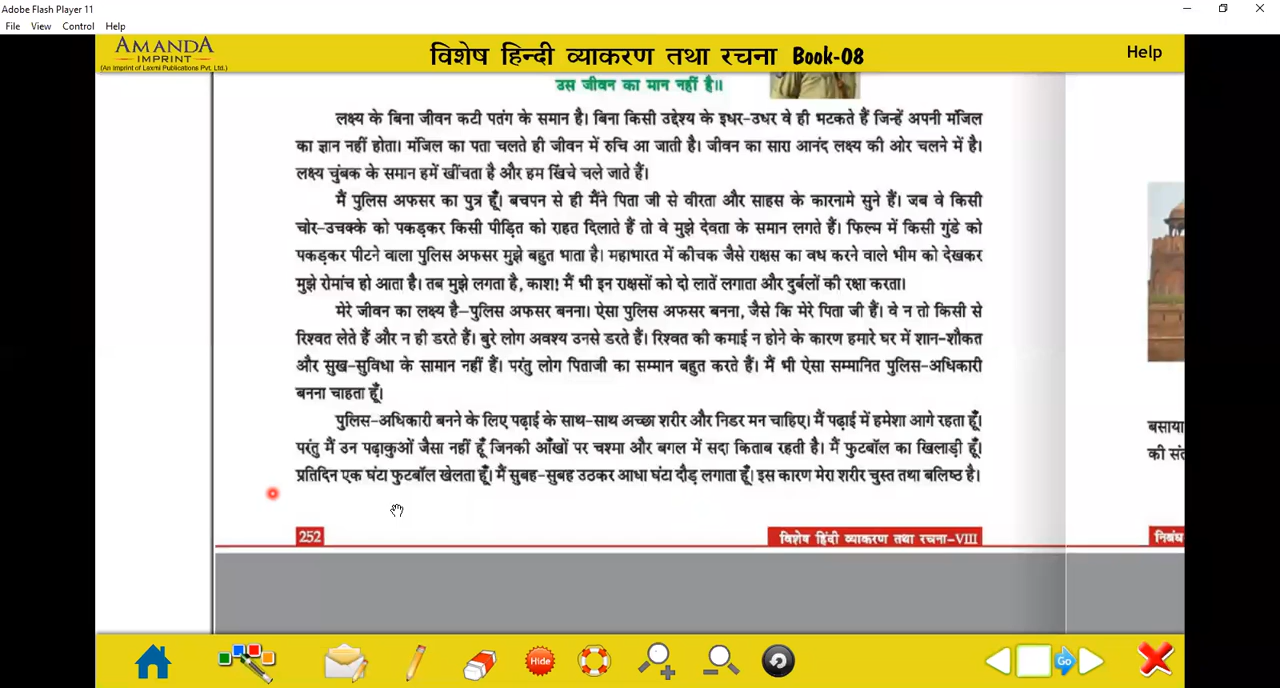 Adobe Flash Player 11
File View Control Help
AMANDA
IMPRINT
(An Imprint of Laxmi Publications Pvt. Ltd.)
विशेष हिन्दी व्याकरण तथा रचना Book-08
Help
उस जीवन का मान नहीं है॥
लक्ष्य के बिना जीवन कटी पतंग के समान है। बिना किसी उद्देश्य के इधर-उधर वे ही भटकते हैं जिन्हें अपनी मंजिल
का ज्ञान नहीं होता। मंजिल का पता चलते ही जीवन में रुचि आ जाती है। जीवन का सारा आनंद लक्ष्य की ओर चलने में है।
लक्ष्य चुंबक के समान हमें खींचता है और हम खिंचे चले जाते हैं।
मैं पुलिस अफसर का पुत्र हूँ। बचपन से ही मैंने पिता जी से वीरता और साहस के कारनामे सुने हैं। जब वे किसी
चोर-उचक्के को पकड़कर किसी पीड़ित को राहत दिलाते हैं तो वे मुझे देवता के समान लगते हैं। फिल्म में किसी गुंडे को
पकड़कर पीटने वाला पुलिस अफसर मुझे बहुत भाता है। महाभारत में कीचक जैसे राक्षस का वध करने वाले भीम को देखकर
मुझे रोमांच हो आता है। तब मुझे लगता है, काश! मैं भी इन राक्षसों को दो लातें लगाता और दुर्बलों की रक्षा करता।
मेरे जीवन का लक्ष्य है–पुलिस अफसर बनना। ऐसा पुलिस अफसर बनना, जैसे कि मेरे पिता जी हैं। वे न तो किसी से
रिश्वत लेते हैं और न ही डरते हैं। बुरे लोग अवश्य उनसे डरते हैं। रिश्वत की कमाई न होने के कारण हमारे घर में शान-शौकत
और सुख-सुविधा के सामान नहीं हैं। परंतु लोग पिताजी का सम्मान बहुत करते हैं। मैं भी ऐसा सम्मानित पुलिस-अधिकारी
बनना चाहता हूँ।
पुलिस-अधिकारी बनने के लिए पढ़ाई के साथ-साथ अच्छा शरीर और निडर मन चाहिए। मैं पढ़ाई में हमेशा आगे रहता हूँ।
परंतु मैं उन पढ़ाकुओं जैसा नहीं हूँ जिनकी आँखों पर चश्मा और बगल में सदा किताब रहती है। मैं फुटबॉल का खिलाड़ी हूँ।
प्रतिदिन एक घंटा फुटबॉल खेलता हूँ। मैं सुबह-सुबह उठकर आधा घंटा दौड़ लगाता हूँ। इस कारण मेरा शरीर चुस्त तथा बलिष्ठ है।
252
विशेष हिंदी व्याकरण तथा रचना–VIII
बसाया
की संत
निबंध
Hide
Go